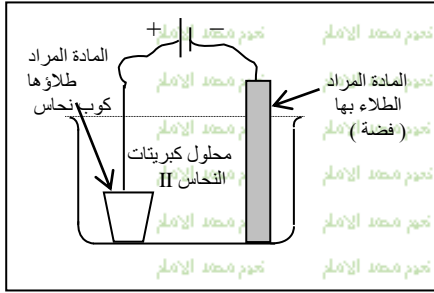 + −
المادة المراد
الطلاء بها
( فضة )
المادة المراد
طلاؤها
كوب نحاس
محلول كبريتات
النحاس II